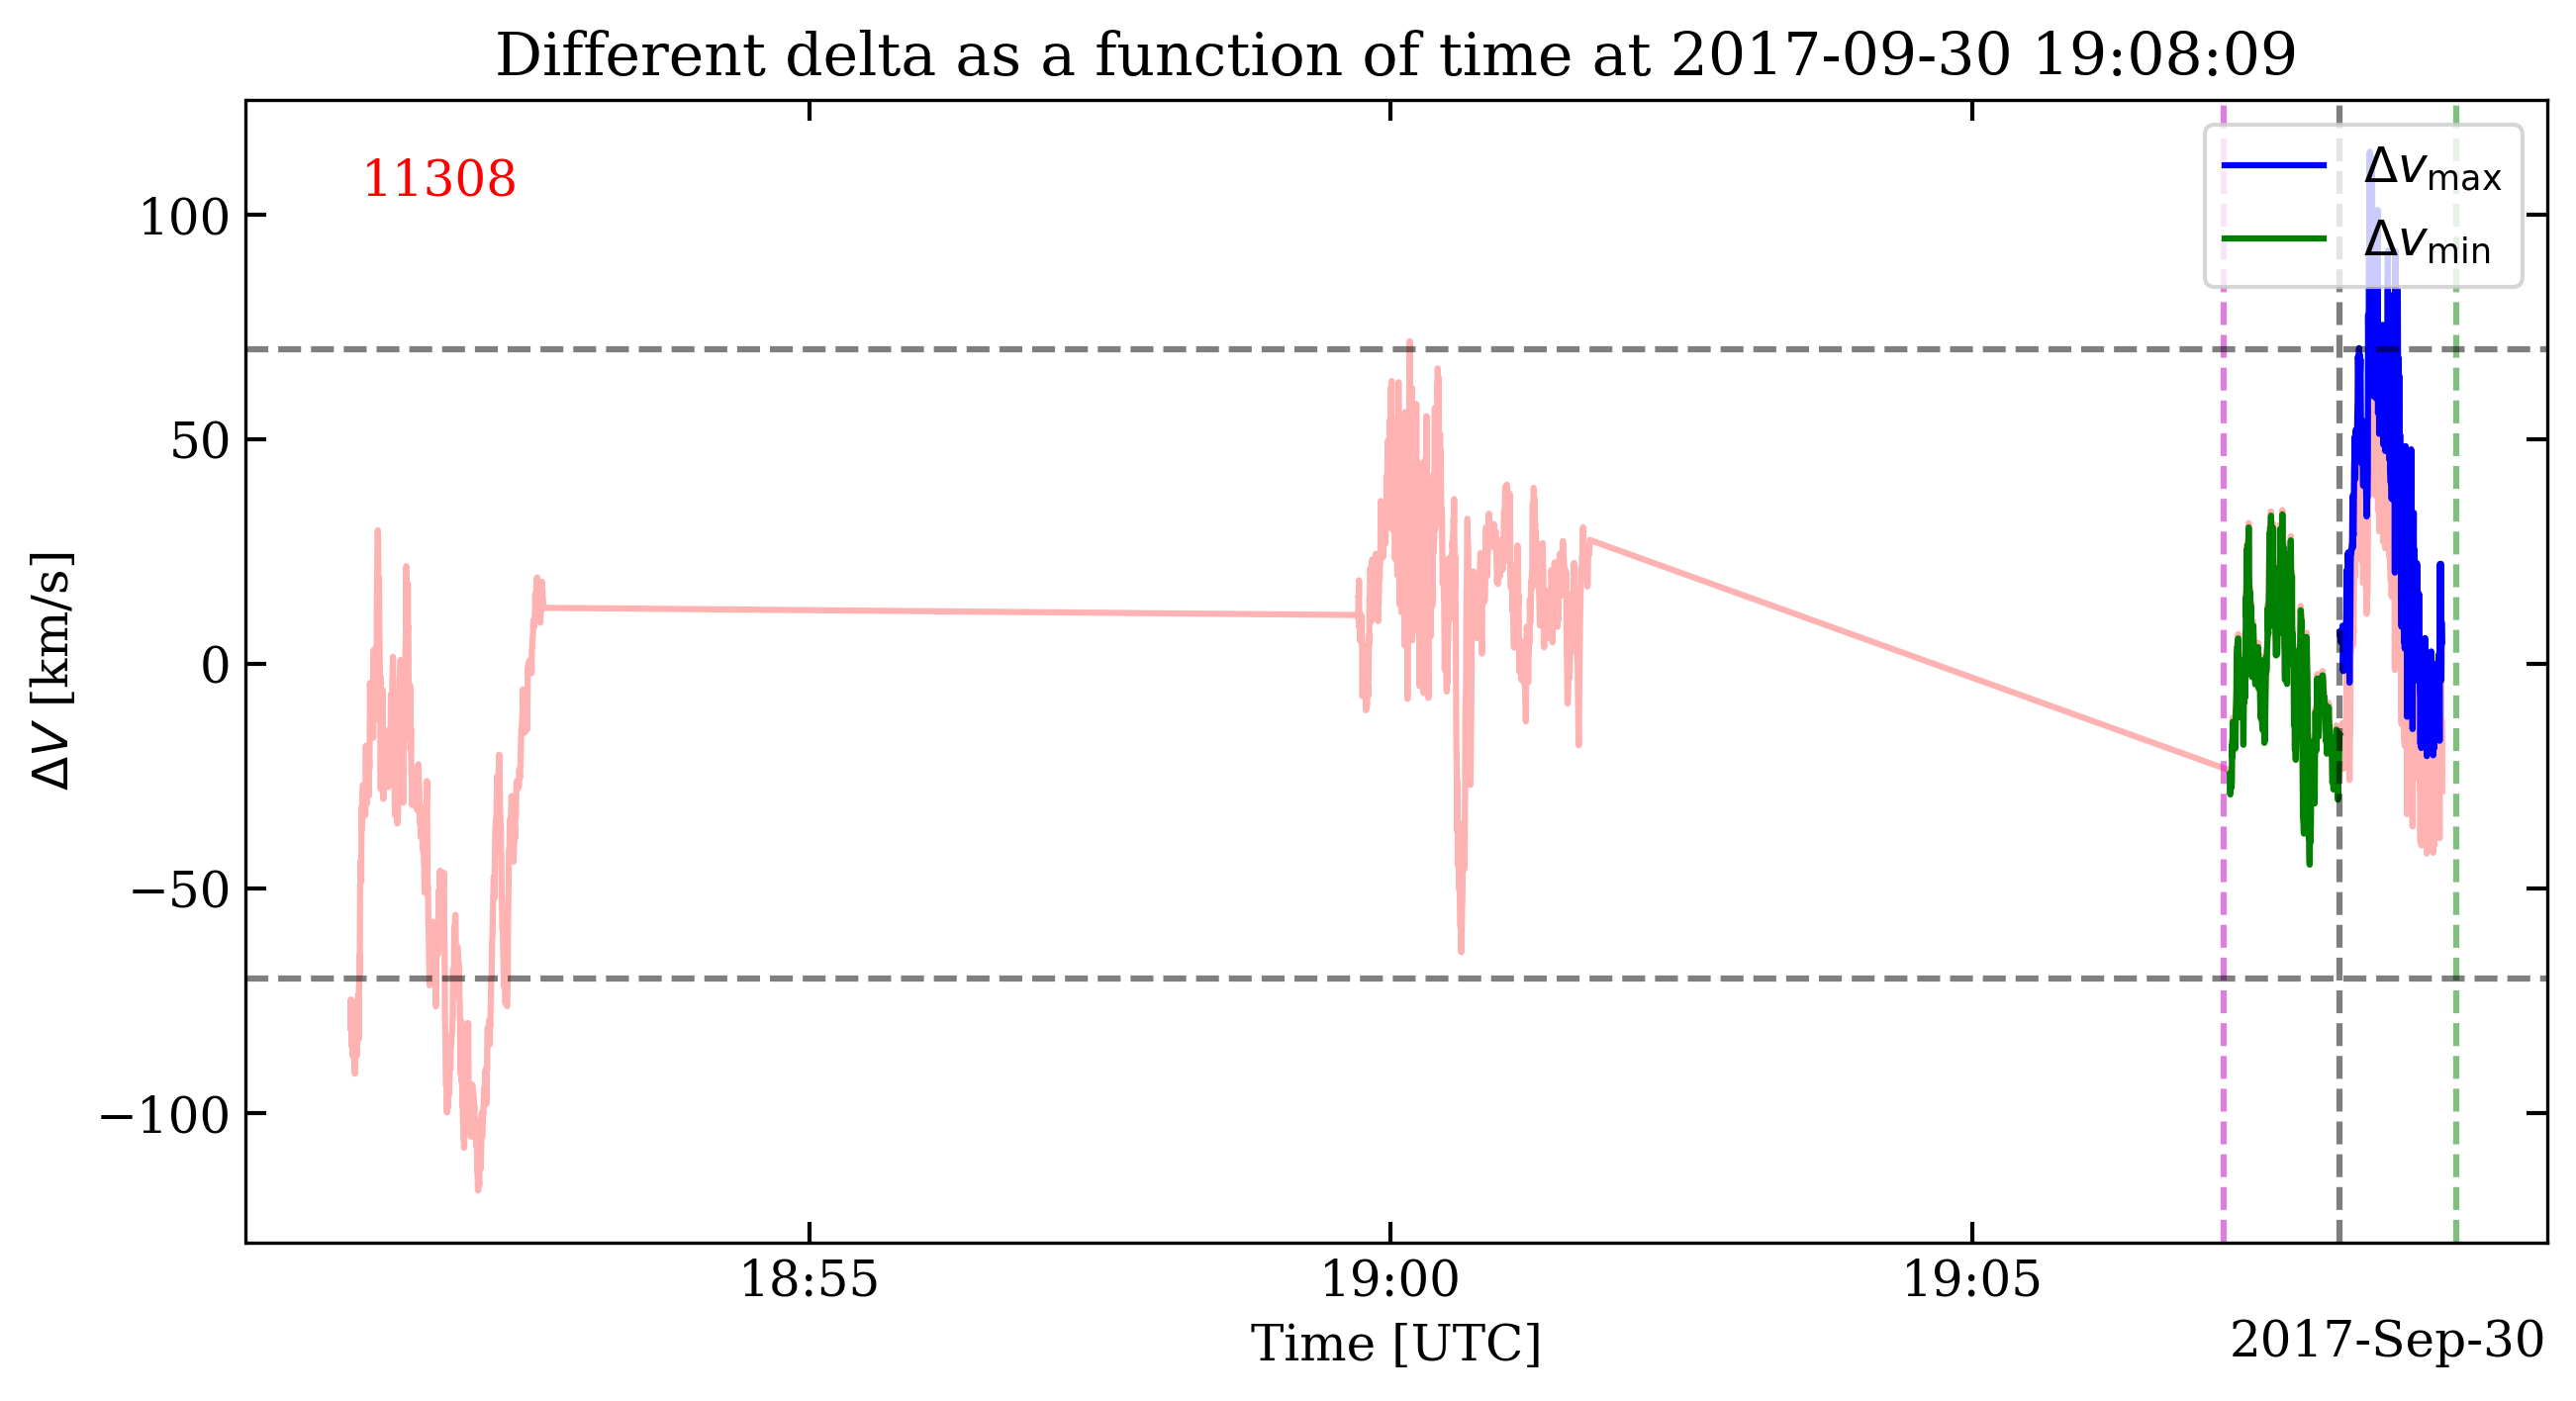 Different delta as a function of time at 2017-09-30 19:08:09
11308
Δv_max
Δv_min
100
50
0
−50
−100
ΔV [km/s]
18:55
19:00
19:05
Time [UTC]
2017-Sep-30